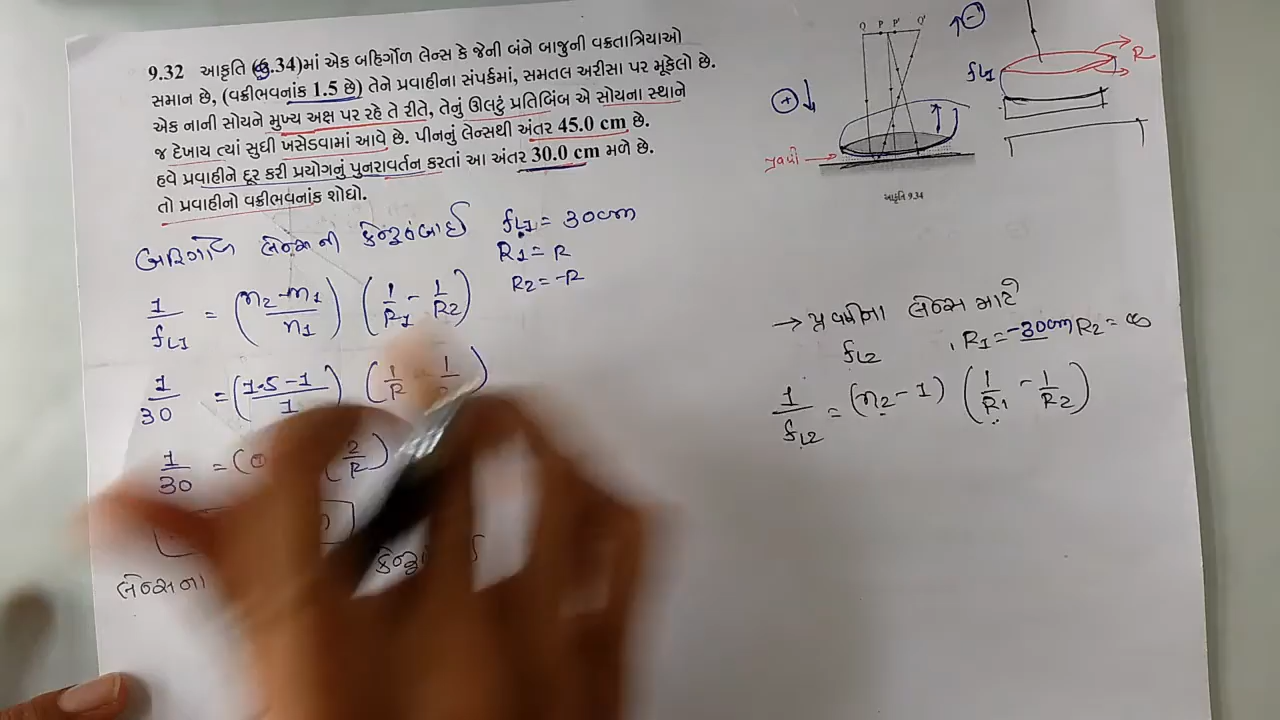 9.32 આકૃતિ (9.34)માં એક બહિર્ગોળ લેન્સ કે જેની બંને બાજુની વક્રતાત્રિયાઓ
સમાન છે, (વક્રીભવનાંક 1.5 છે) તેને પ્રવાહીના સંપર્કમાં, સમતલ અરીસા પર મૂકેલો છે.
એક નાની સોયને મુખ્ય અક્ષ પર રહે તે રીતે, તેનું ઊલટું પ્રતિબિંબ એ સોયના સ્થાને
જ દેખાય ત્યાં સુધી ખસેડવામાં આવે છે. પીનનું લેન્સથી અંતર 45.0 cm છે.
હવે પ્રવાહીને દૂર કરી પ્રયોગનું પુનરાવર્તન કરતાં આ અંતર 30.0 cm મળે છે.
તો પ્રવાહીનો વક્રીભવનાંક શોધો.
લેન્સ ની
fL1 = 30cm
R1 = R
R2 = -R
1/fL1 = (n2-n1/n1) (1/R1 - 1/R2)
1/30 = (1.5-1/1) (1/R
1/30 = (0 (2/R)
લેન્સના
O P P' O'
↑ -
+ ↓
પ્રવાહી
આકૃતિ 9.34
fL1
R
→ પ્રવાહીના લેન્સ માટે
fL2 R1 = -30cm R2 = ∞
1/fL2 = (n2 - 1) (1/R1 - 1/R2)